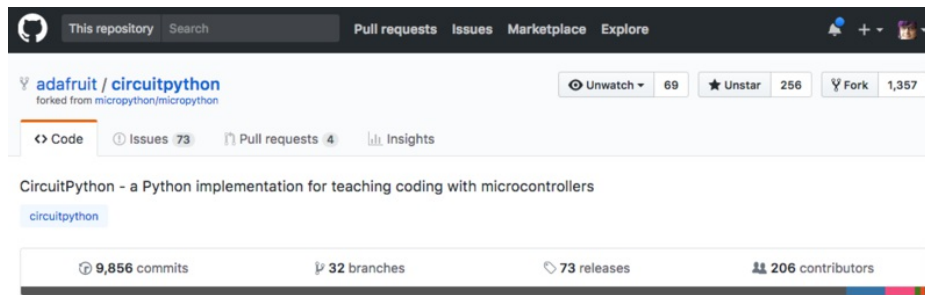 This repository Search Pull requests Issues Marketplace Explore
adafruit / circuitpython Unwatch 69 Unstar 256 Fork 1,357
forked from micropython/micropython
Code Issues 73 Pull requests 4 Insights
CircuitPython - a Python implementation for teaching coding with microcontrollers
circuitpython
9,856 commits 32 branches 73 releases 206 contributors